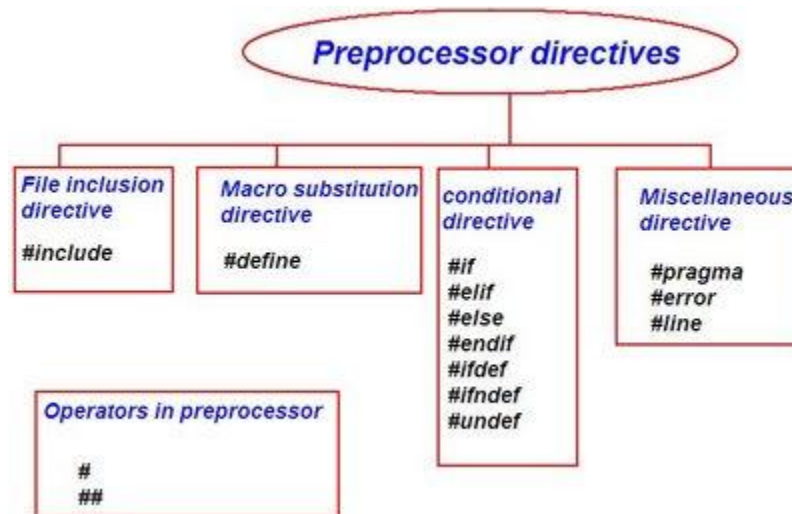 Preprocessor directives
File inclusion
directive
#include
Macro substitution
directive
#define
conditional
directive
#if
#elif
#else
#endif
#ifdef
#ifndef
#undef
Miscellaneous
directive
#pragma
#error
#line
Operators in preprocessor
#
##